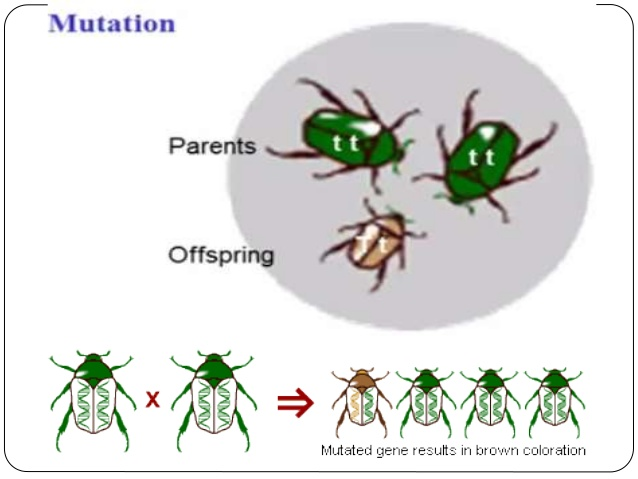 Mutation
Parents
t t
t t
Offspring
T t
x
Mutated gene results in brown coloration